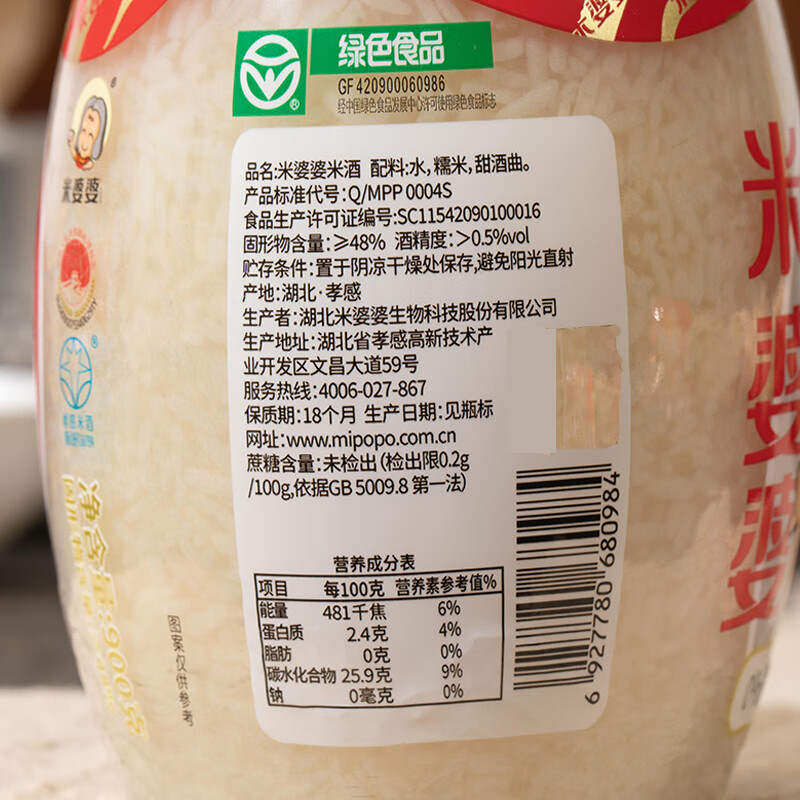 绿色食品
GF 420900060986
经中国绿色食品发展中心许可使用绿色食品标志
®
米婆婆
品名:米婆婆米酒 配料:水,糯米,甜酒曲。
产品标准代号:Q/MPP 0004S
食品生产许可证编号:SC11542090100016
固形物含量:≥48% 酒精度:>0.5%vol
贮存条件:置于阴凉干燥处保存,避免阳光直射
产地:湖北·孝感
生产者:湖北米婆婆生物科技股份有限公司
生产地址:湖北省孝感高新技术产
业开发区文昌大道59号
服务热线:4006-027-867
保质期:18个月 生产日期:见瓶标
网址:www.mipopo.com.cn
蔗糖含量:未检出(检出限0.2g
/100g,依据GB 5009.8 第一法)
营养成分表
项目 每100克 营养素参考值%
能量 481千焦 6%
蛋白质 2.4克 4%
脂肪 0克 0%
碳水化合物 25.9克 9%
钠 0毫克 0%
6 927780 680984
孝感米酒
净含量:900克
图案仅供参考
米婆婆